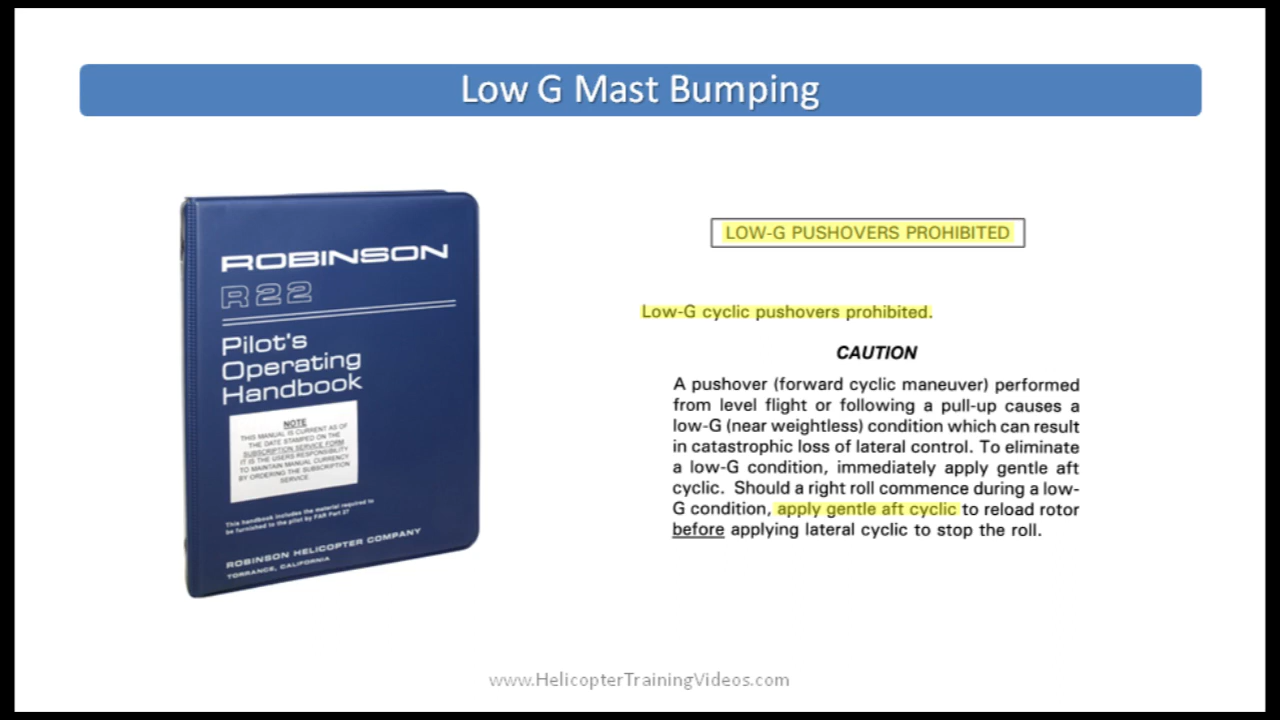 Low G Mast Bumping
ROBINSON
R22
Pilot's
Operating
Handbook
NOTE
THIS MANUAL IS CURRENT AS OF
THE DATE STAMPED ON THE
SUBSCRIPTION SERVICE FORM
IT IS THE USERS RESPONSIBILITY
TO MAINTAIN MANUAL CURRENCY
BY ORDERING THE SUBSCRIPTION
SERVICE.
This handbook includes the material required to
be furnished to the pilot by FAR Part 27
ROBINSON HELICOPTER COMPANY
TORRANCE, CALIFORNIA
LOW-G PUSHOVERS PROHIBITED
Low-G cyclic pushovers prohibited.
CAUTION
A pushover (forward cyclic maneuver) performed
from level flight or following a pull-up causes a
low-G (near weightless) condition which can result
in catastrophic loss of lateral control. To eliminate
a low-G condition, immediately apply gentle aft
cyclic. Should a right roll commence during a low-
G condition, apply gentle aft cyclic to reload rotor
before applying lateral cyclic to stop the roll.
www.HelicopterTrainingVideos.com